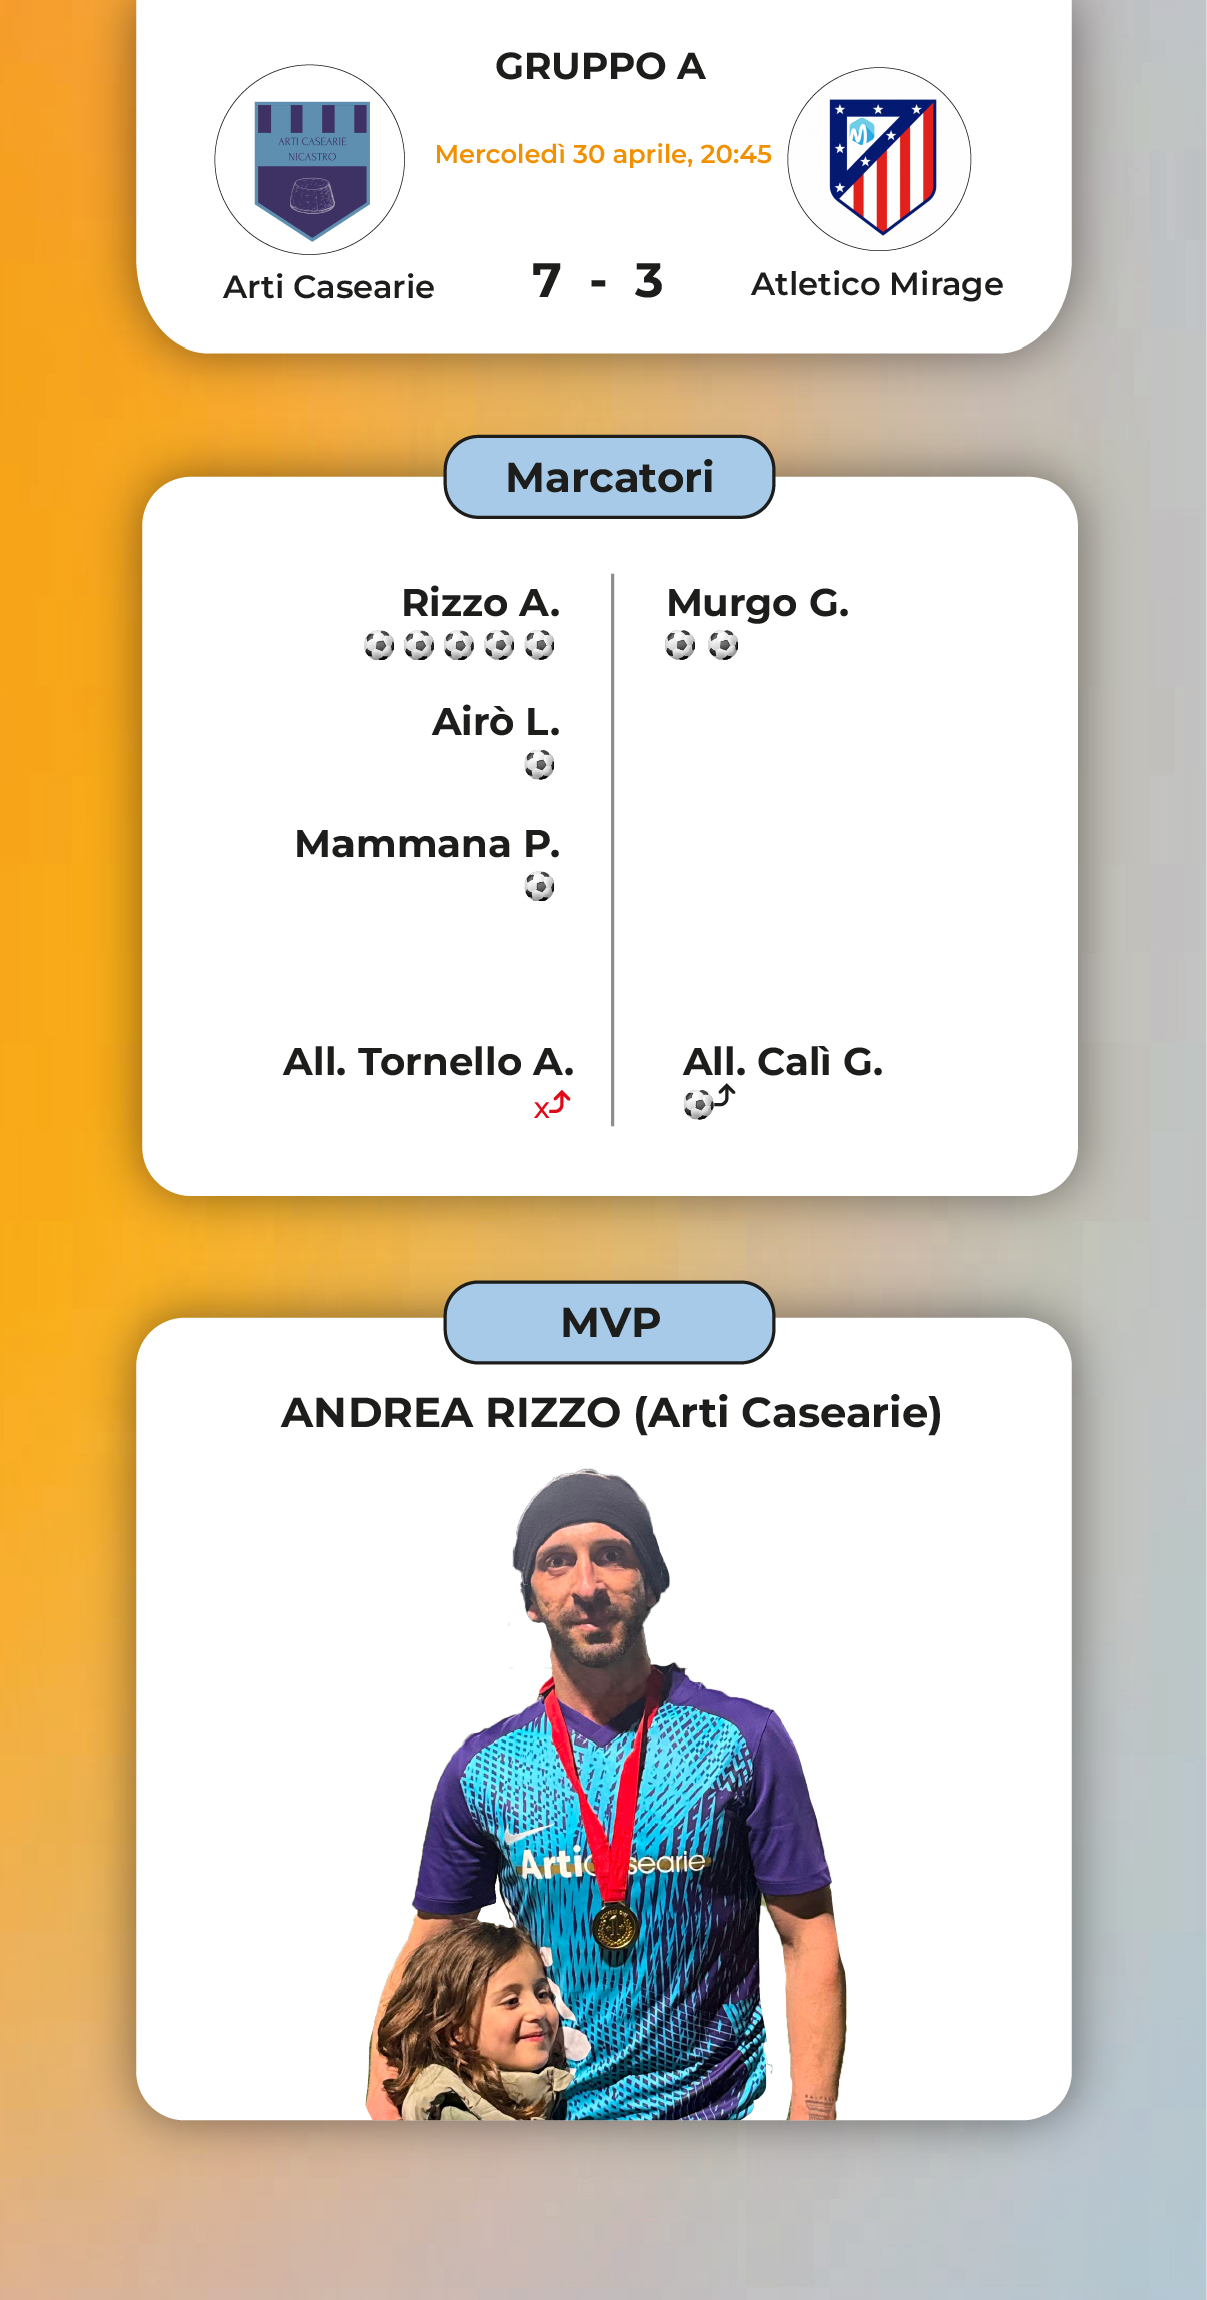 GRUPPO A
ARTI CASEARIE
NICASTRO
M
Mercoledì 30 aprile, 20:45
Arti Casearie
7 - 3
Atletico Mirage
Marcatori
Rizzo A.
Murgo G.
Airò L.
Mammana P.
All. Tornello A.
All. Calì G.
x
MVP
ANDREA RIZZO (Arti Casearie)
Arti searie
1